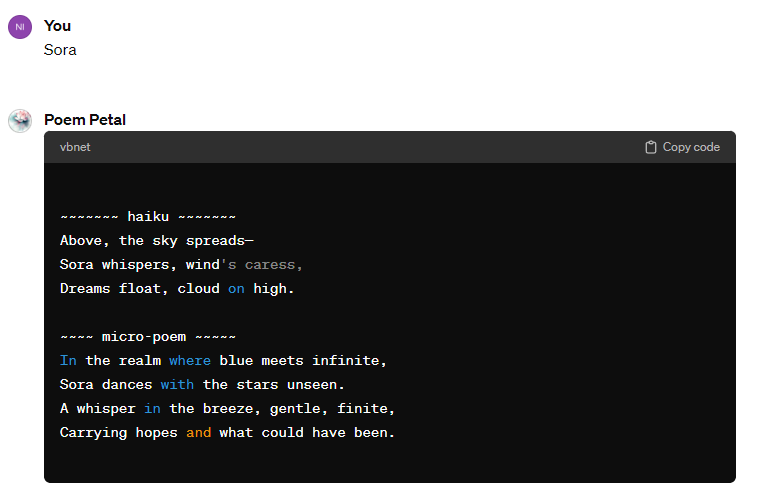 NI
You
Sora
Poem Petal
vbnet
Copy code
~~~~~~~ haiku ~~~~~~~
Above, the sky spreads—
Sora whispers, wind's caress,
Dreams float, cloud on high.
~~~~ micro-poem ~~~~~
In the realm where blue meets infinite,
Sora dances with the stars unseen.
A whisper in the breeze, gentle, finite,
Carrying hopes and what could have been.